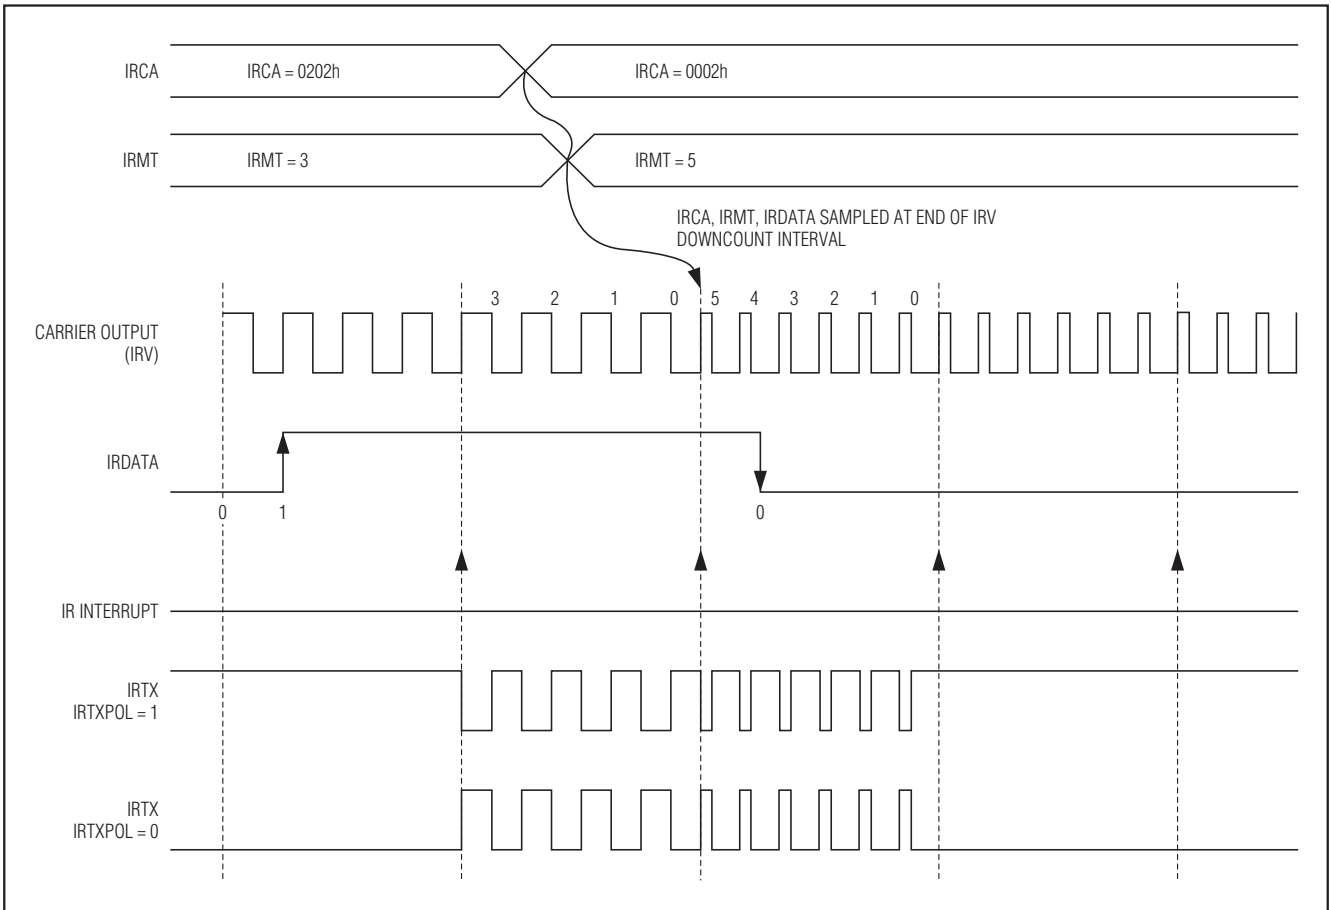 IRCA
IRCA = 0202h
IRCA = 0002h
IRMT
IRMT = 3
IRMT = 5
IRCA, IRMT, IRDATA SAMPLED AT END OF IRV
DOWNCOUNT INTERVAL
3 2 1 0 5 4 3 2 1 0
CARRIER OUTPUT
(IRV)
IRDATA
0 1 0
IR INTERRUPT
IRTX
IRTXPOL = 1
IRTX
IRTXPOL = 0